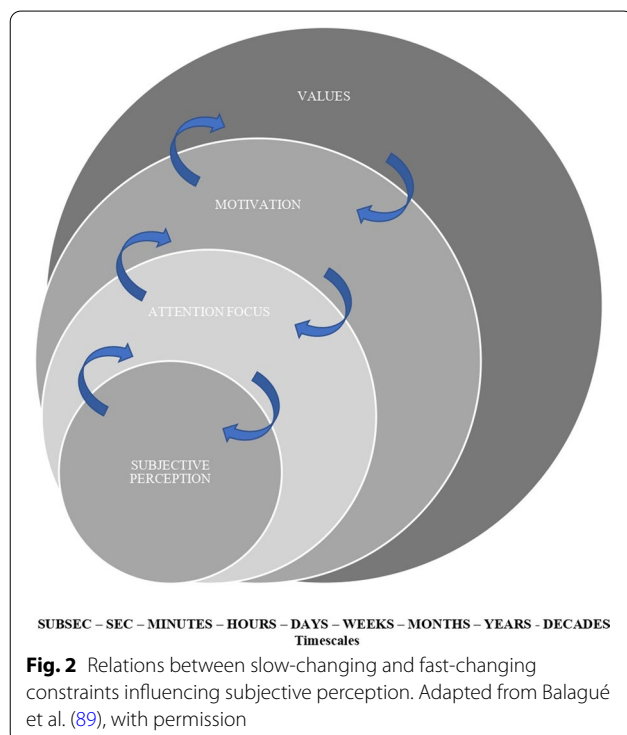 VALUES
MOTIVATION
ATTENTION FOCUS
SUBJECTIVE
PERCEPTION
SUBSEC – SEC – MINUTES – HOURS – DAYS – WEEKS – MONTHS – YEARS - DECADES
Timescales
Fig. 2 Relations between slow-changing and fast-changing
constraints influencing subjective perception. Adapted from Balagué
et al. (89), with permission